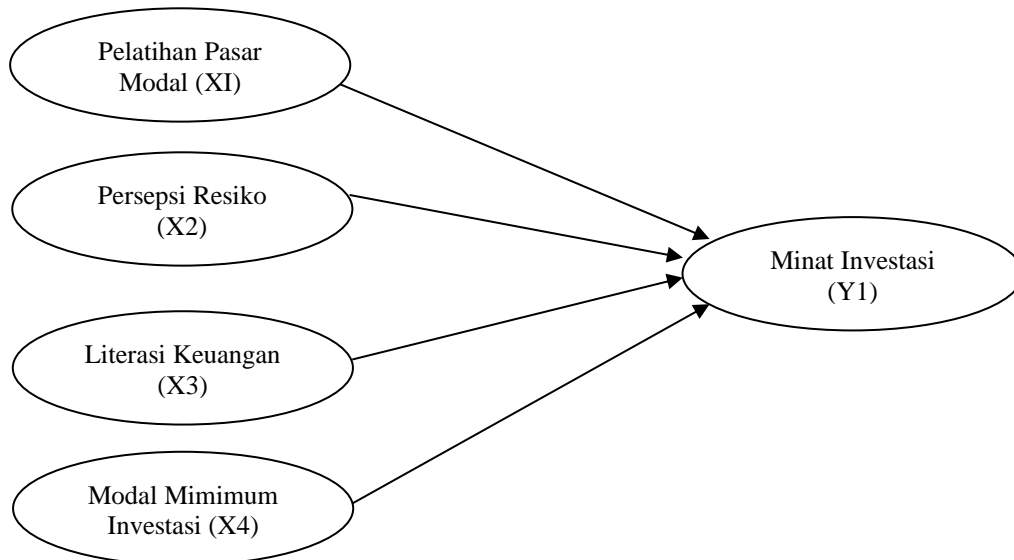 Pelatihan Pasar
Modal (XI)
Persepsi Resiko
(X2)
Minat Investasi
(Y1)
Literasi Keuangan
(X3)
Modal Mimimum
Investasi (X4)